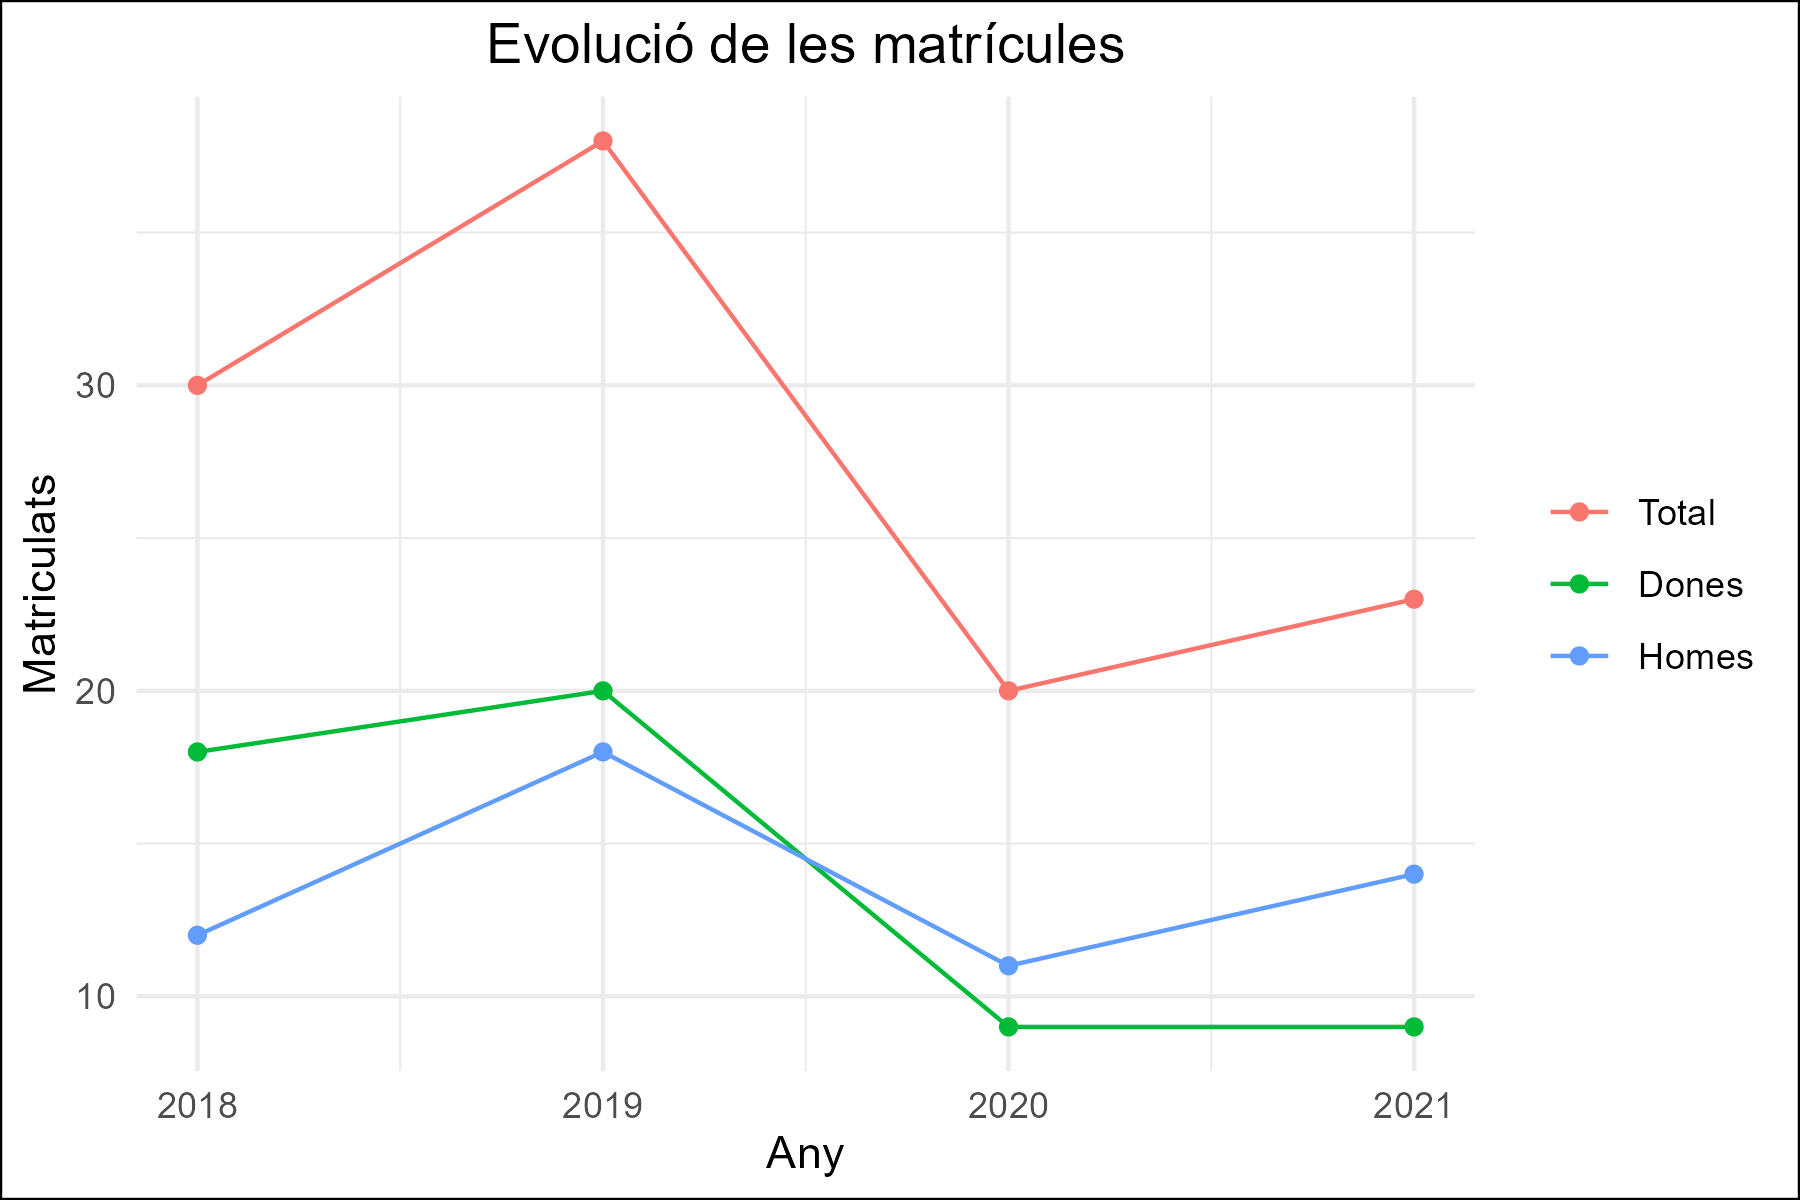 Evolució de les matrícules
Matriculats
30
20
10
2018
2019
2020
2021
Any
Total
Dones
Homes